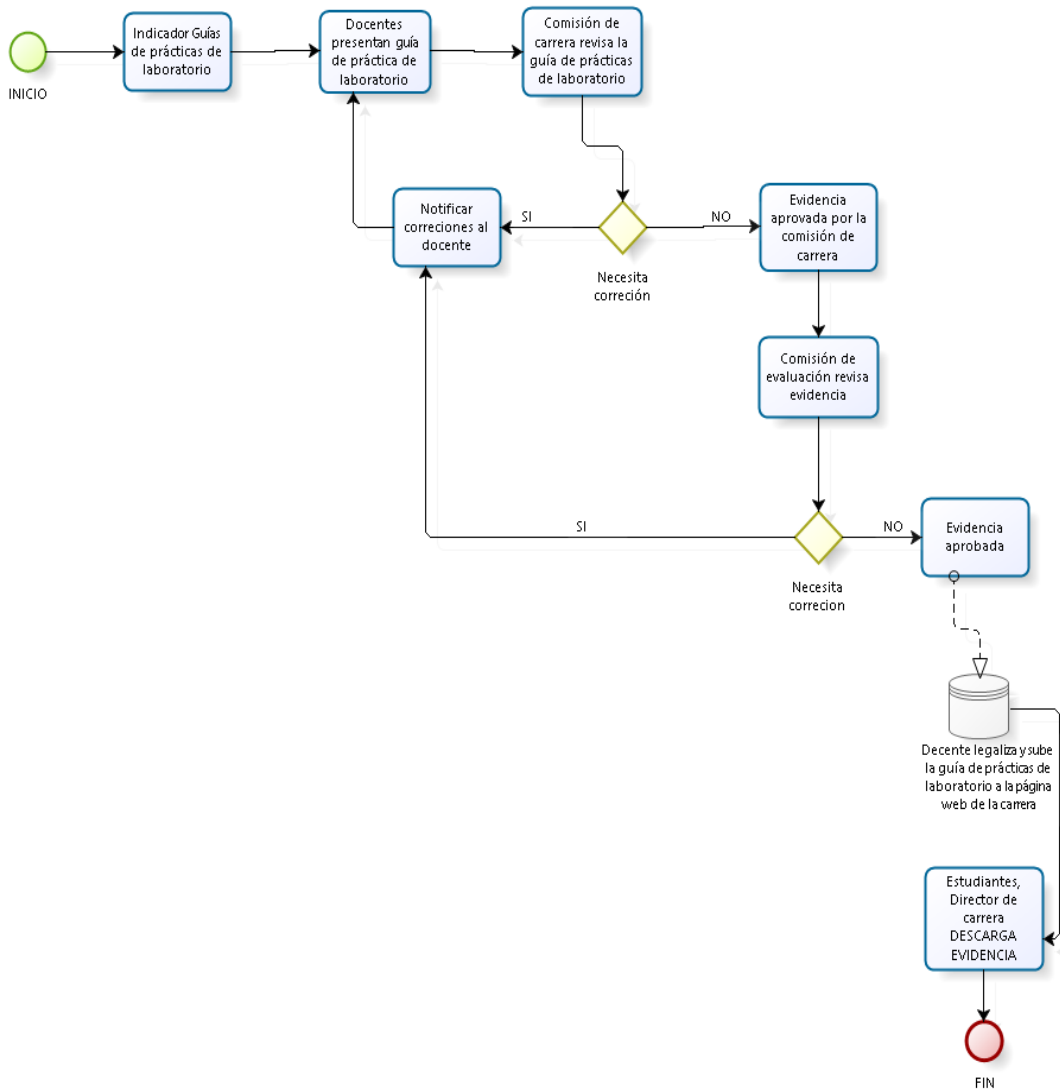 INICIO
Indicador Guías
de prácticas de
laboratorio
Docentes
presentan guía
de práctica de
laboratorio
Comisión de
carrera revisa la
guía de prácticas
de laboratorio
Notificar
correciones al
docente
SI
Necesita
correción
NO
Evidencia
aprovada por la
comisión de
carrera
Comisión de
evaluación revisa
evidencia
SI
Necesita
correcion
NO
Evidencia
aprobada
Decente legaliza y sube
la guía de prácticas de
laboratorio a la página
web de la carrera
Estudiantes,
Director de
carrera
DESCARGA
EVIDENCIA
FIN